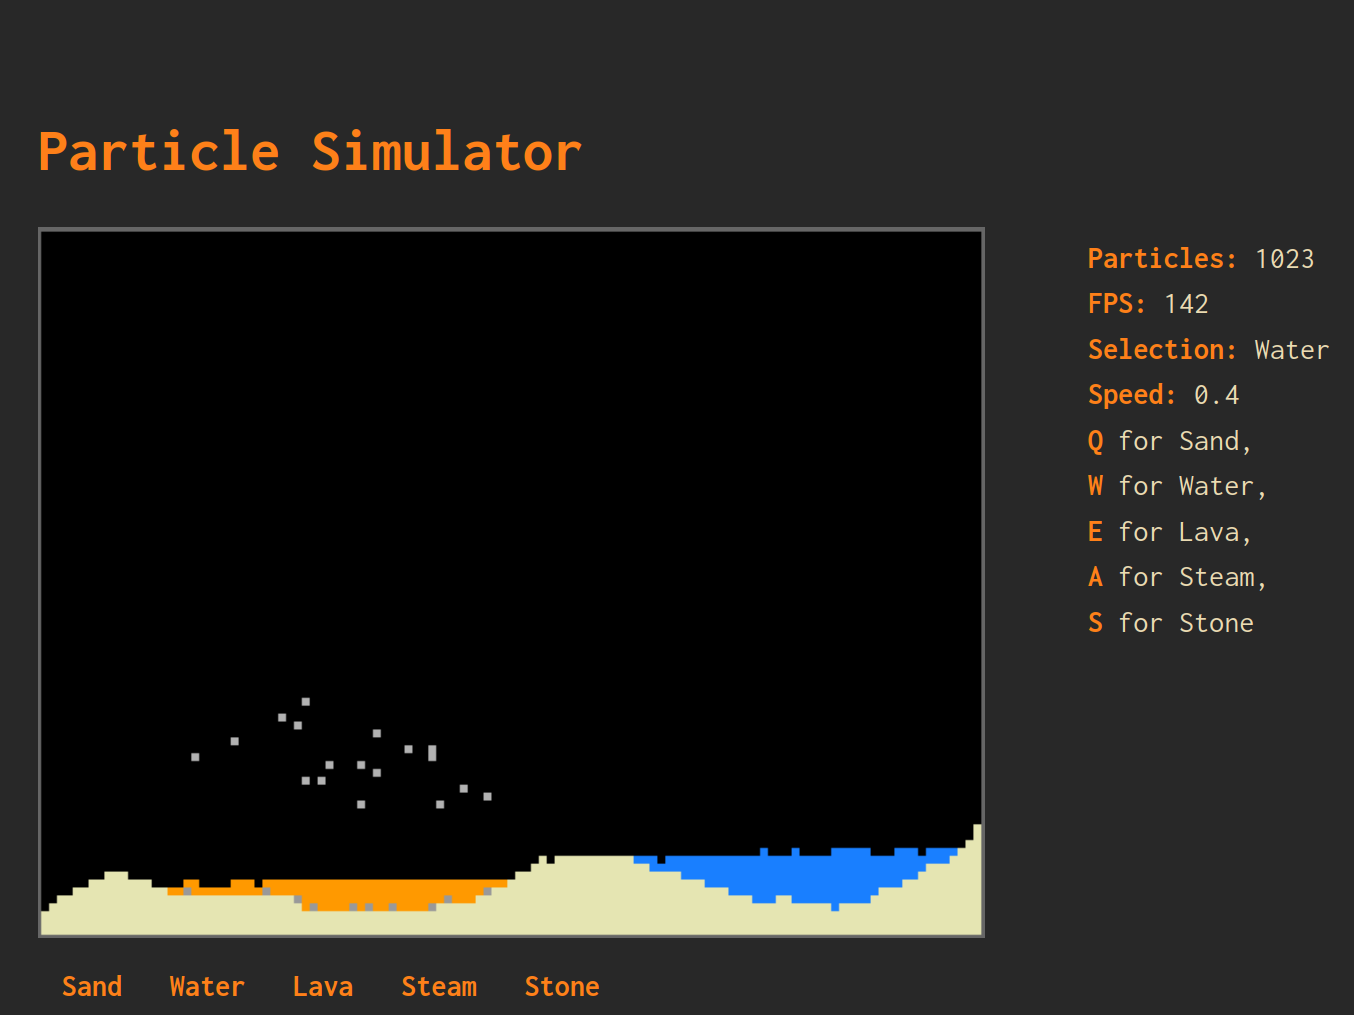 Particle Simulator
Particles: 1023
FPS: 142
Selection: Water
Speed: 0.4
Q for Sand,
W for Water,
E for Lava,
A for Steam,
S for Stone
Sand Water Lava Steam Stone